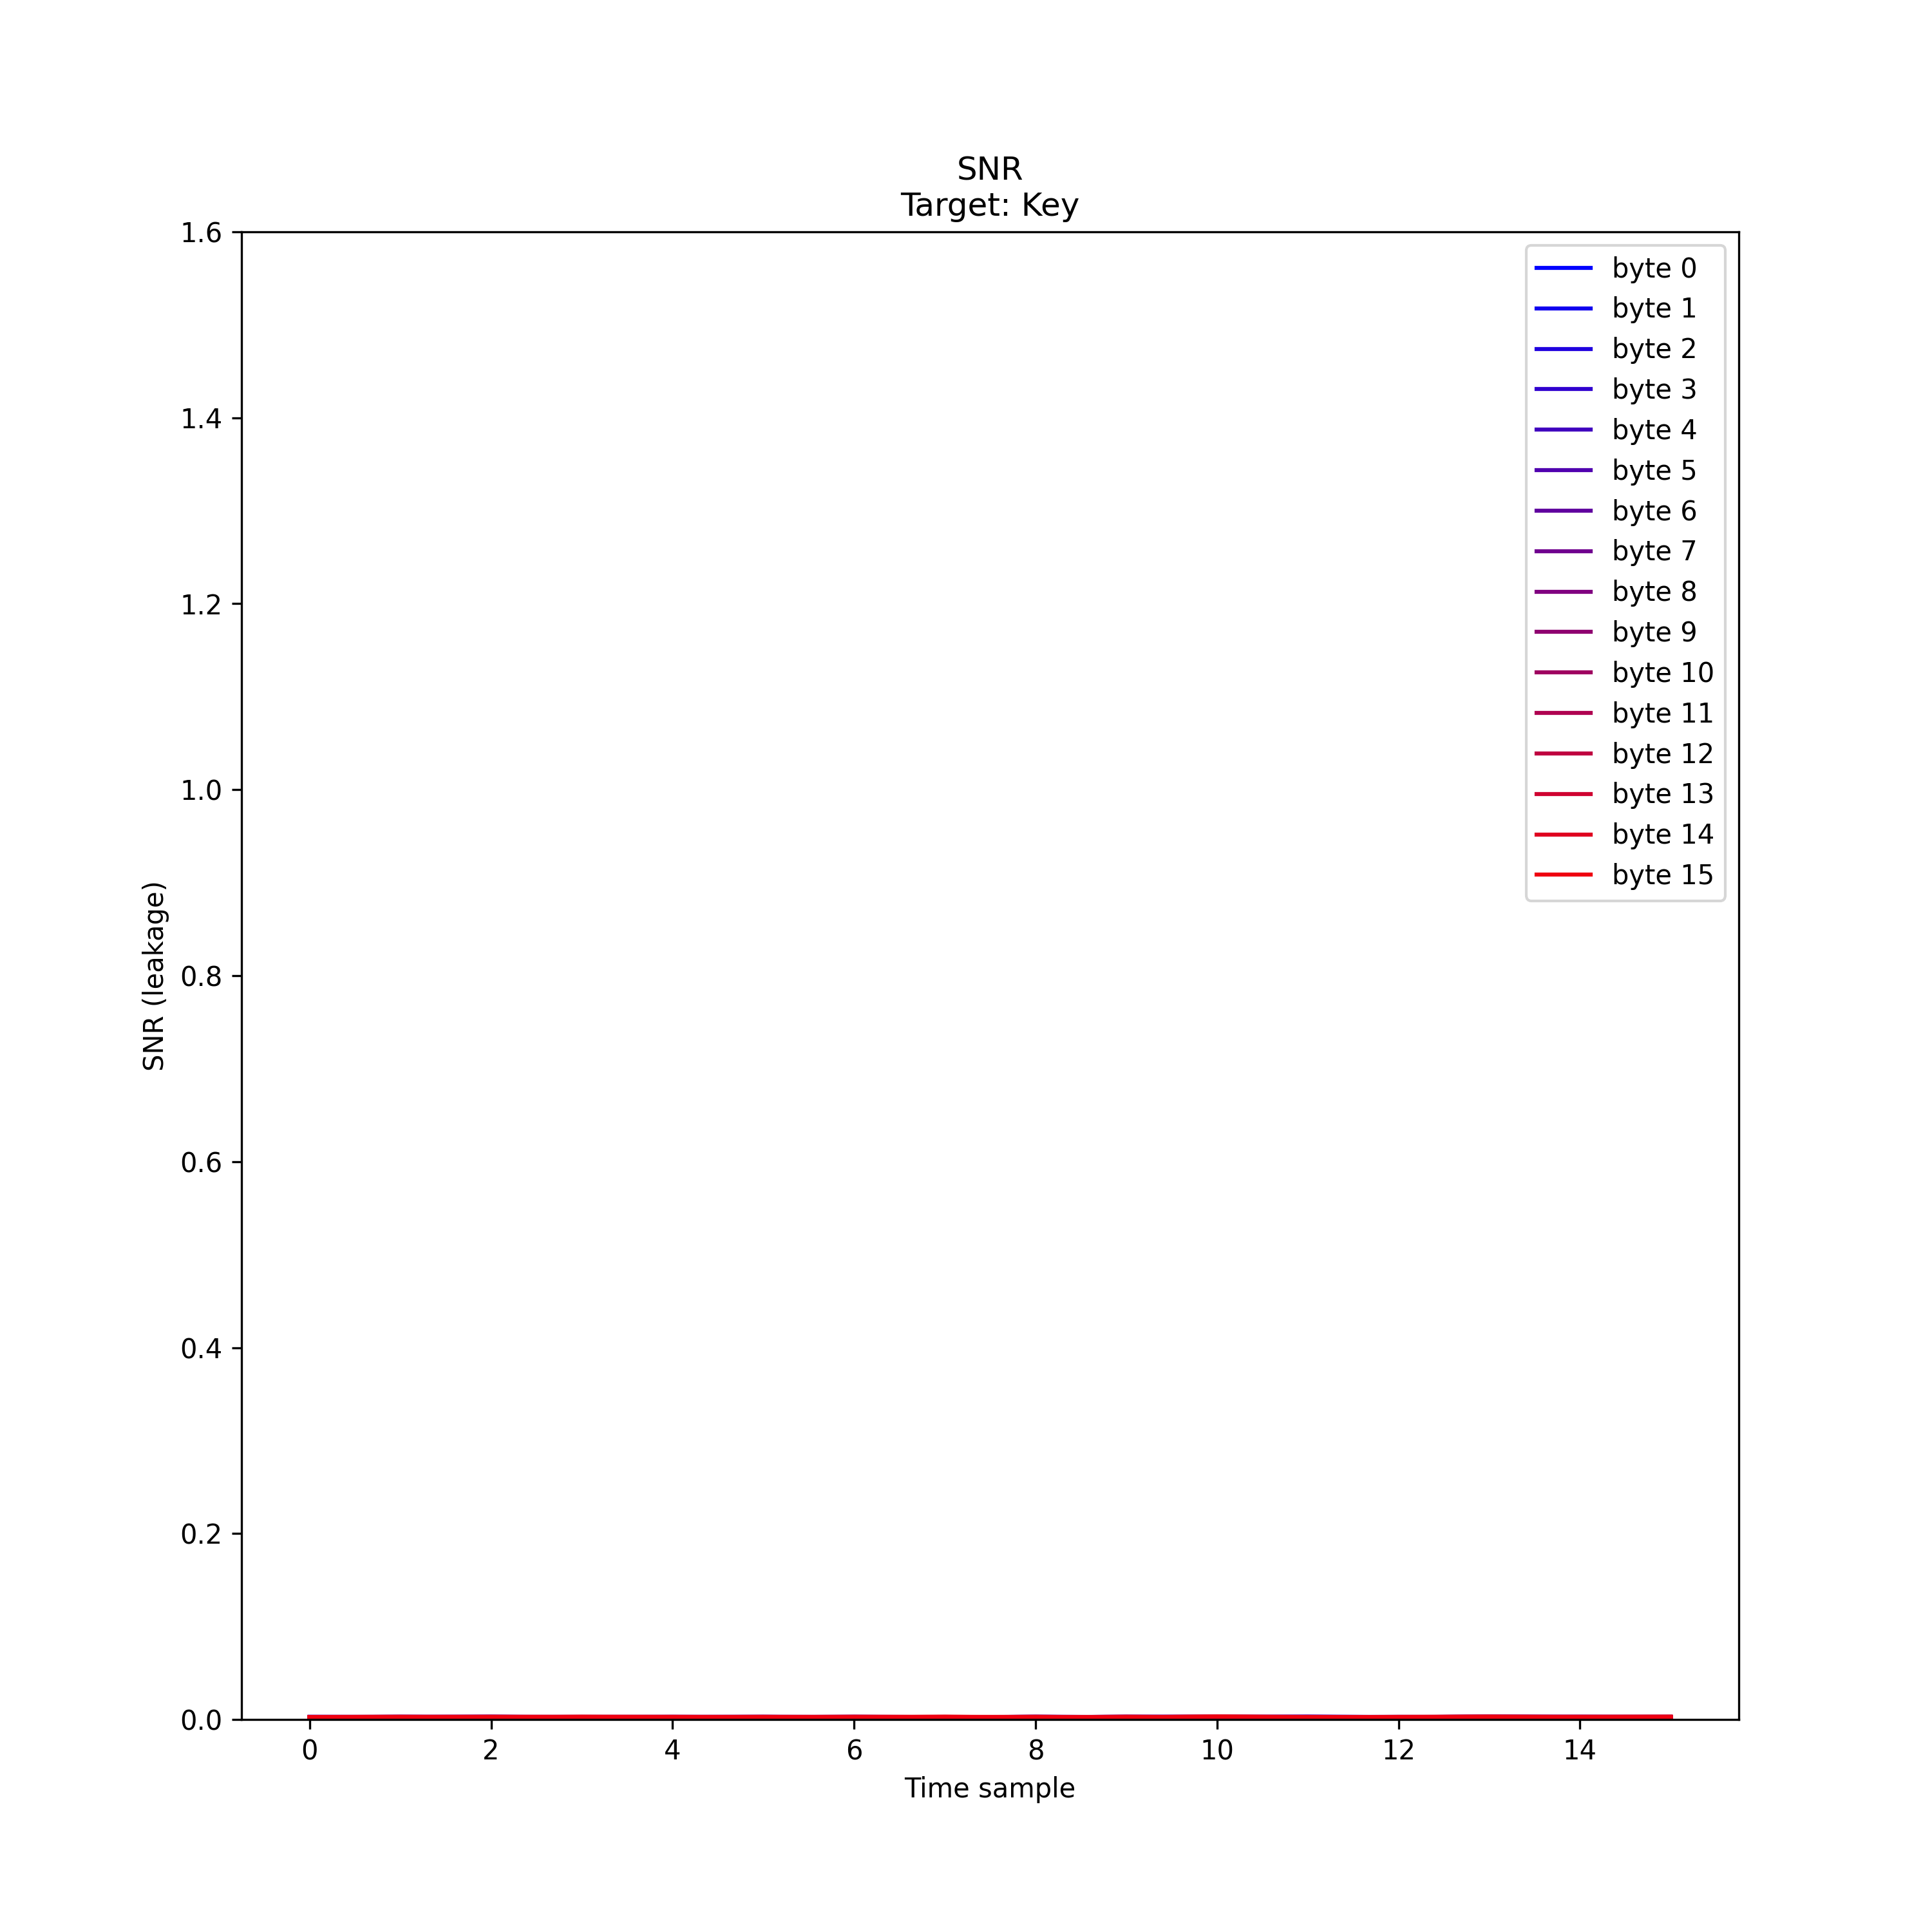 SNR
Target: Key
1.6
1.4
1.2
1.0
0.8
0.6
0.4
0.2
0.0
SNR (leakage)
byte 0
byte 1
byte 2
byte 3
byte 4
byte 5
byte 6
byte 7
byte 8
byte 9
byte 10
byte 11
byte 12
byte 13
byte 14
byte 15
0 2 4 6 8 10 12 14
Time sample